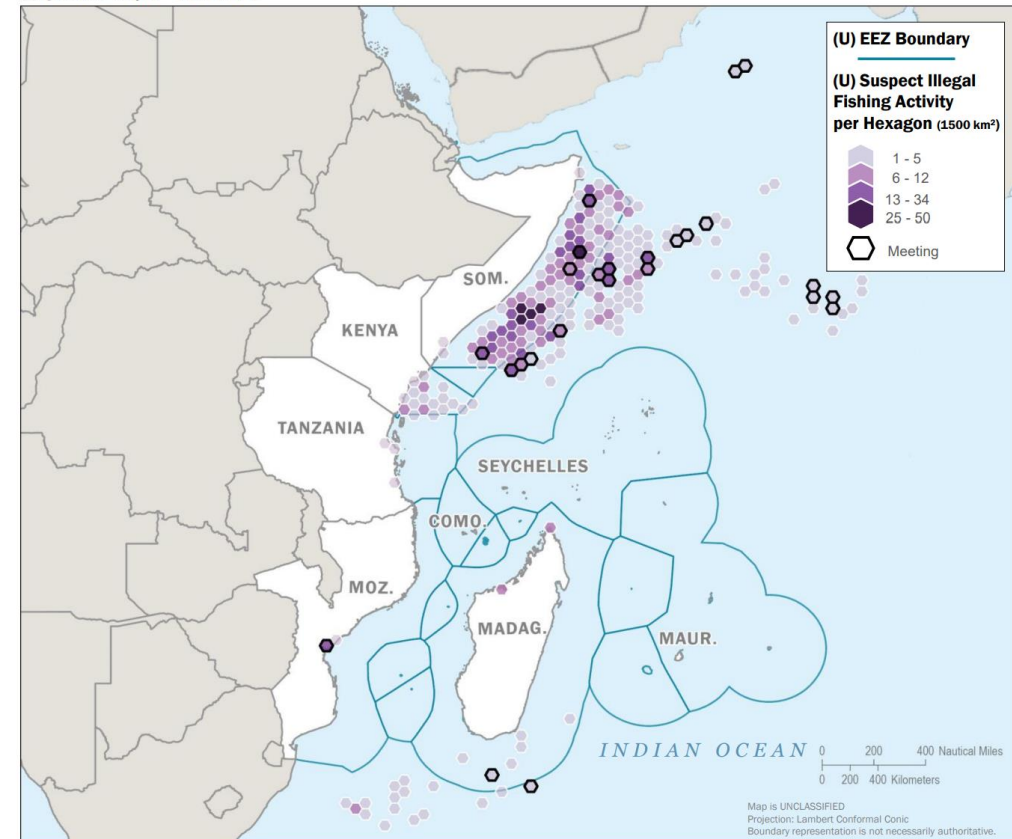 (U) EEZ Boundary
(U) Suspect Illegal
Fishing Activity
per Hexagon (1500 km²)
1 - 5
6 - 12
13 - 34
25 - 50
Meeting
SOM.
KENYA
TANZANIA
SEYCHELLES
COMO.
MOZ.
MADAG.
MAUR.
INDIAN OCEAN
0 200 400 Nautical Miles
0 200 400 Kilometers
Map is UNCLASSIFIED
Projection: Lambert Conformal Conic
Boundary representation is not necessarily authoritative.